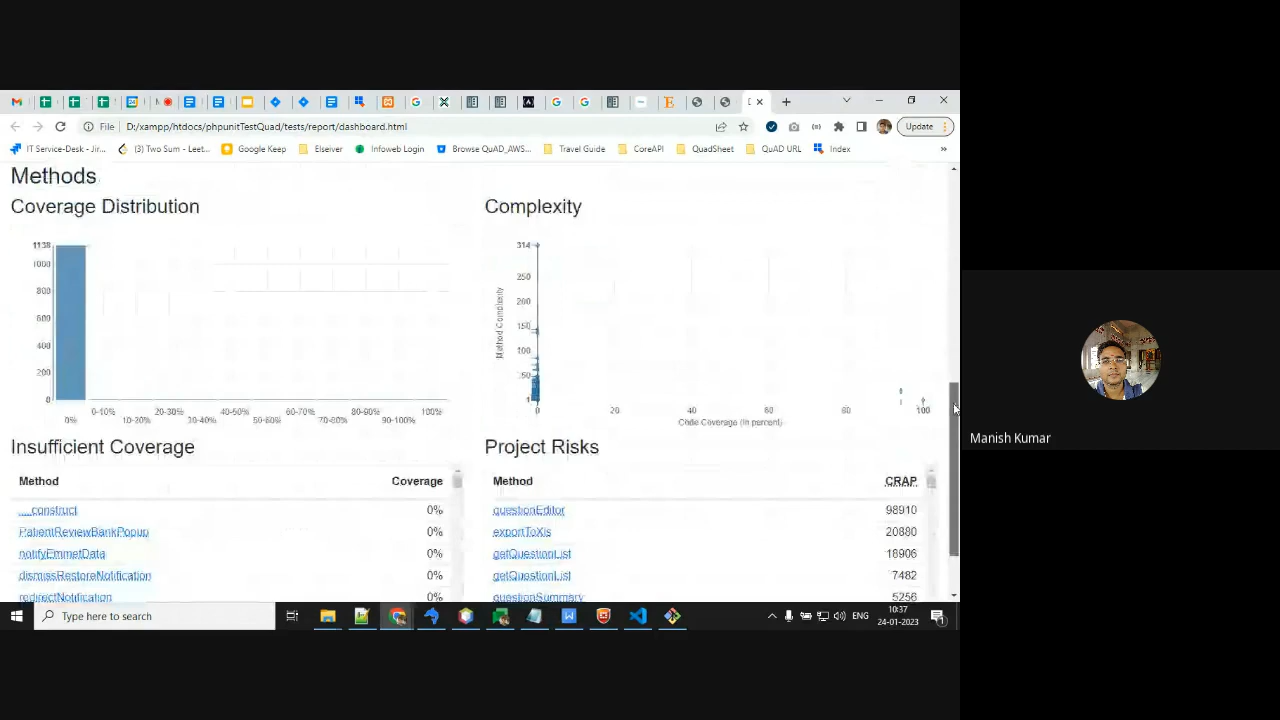 D:/xampp/htdocs/phpunitTestQuad/tests/report/dashboard.html
File
Update
IT Service-Desk - Jir...
(3) Two Sum - Leet...
Google Keep
Elseiver
Infoweb Login
Browse QuAD_AWS...
Travel Guide
CoreAPI
QuadSheet
QuAD URL
Index
»
Methods
Coverage Distribution
1138
1000
800
600
400
200
0
0%
0-10%
10-20%
20-30%
30-40%
40-50%
50-60%
60-70%
70-80%
80-90%
90-100%
100%
Complexity
314
250
200
150
100
50
1
Method Complexity
0
20
40
60
80
100
Code Coverage (in percent)
Insufficient Coverage
Method Coverage
__construct 0%
PatientReviewBankPopup 0%
notifyEmmetData 0%
dismissRestoreNotification 0%
redirectNotification 0%
Project Risks
Method CRAP
questionEditor 98910
exportToXls 20880
getQuestionList 18906
getQuestionList 7482
questionSummary 5256
Manish Kumar
Type here to search
ENG
10:37
24-01-2023
1